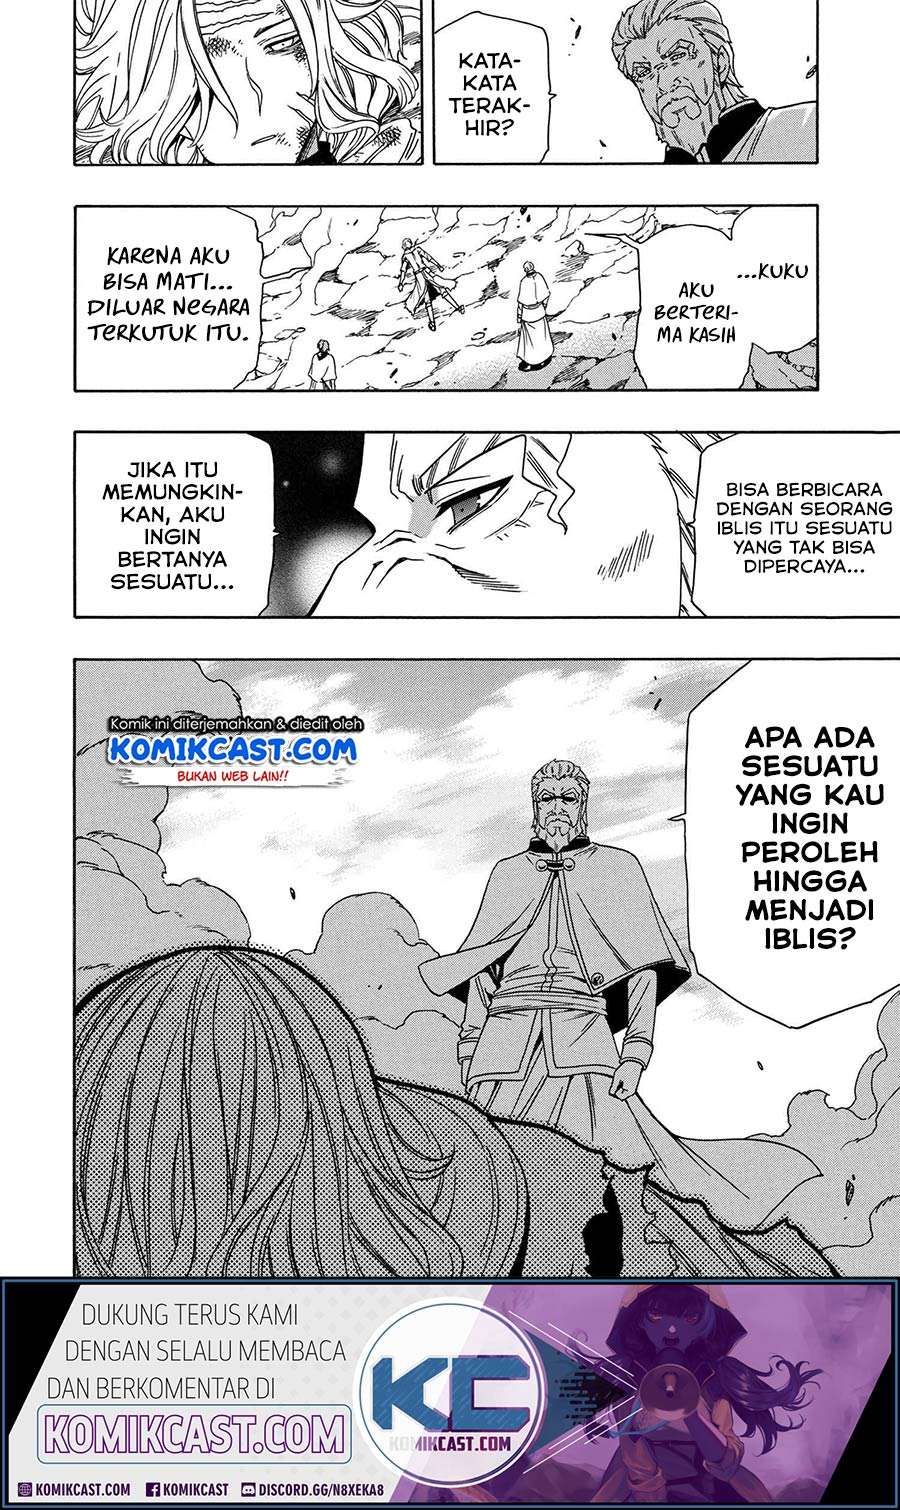 KATA-
KATA
TERAK-
HIR?
...KUKU
AKU
BERTERI-
MA KASIH
KARENA AKU
BISA MATI...
DILUAR NEGARA
TERKUTUK ITU.
BISA BERBICARA
DENGAN SEORANG
IBLIS ITU SESUATU
YANG TAK BISA
DIPERCAYA...
JIKA ITU
MEMUNGKIN-
KAN, AKU
INGIN
BERTANYA
SESUATU...
APA ADA
SESUATU
YANG KAU
INGIN
PEROLEH
HINGGA
MENJADI
IBLIS?
Komik ini diterjemahkan & diedit oleh
KOMIKCAST.COM
BUKAN WEB LAIN!!
DUKUNG TERUS KAMI
DENGAN SELALU MEMBACA
DAN BERKOMENTAR DI
KOMIKCAST.COM
KC
KOMIKCAST.COM
KOMIKCAST.COM KOMIKCAST DISCORD.GG/N8XEKA8